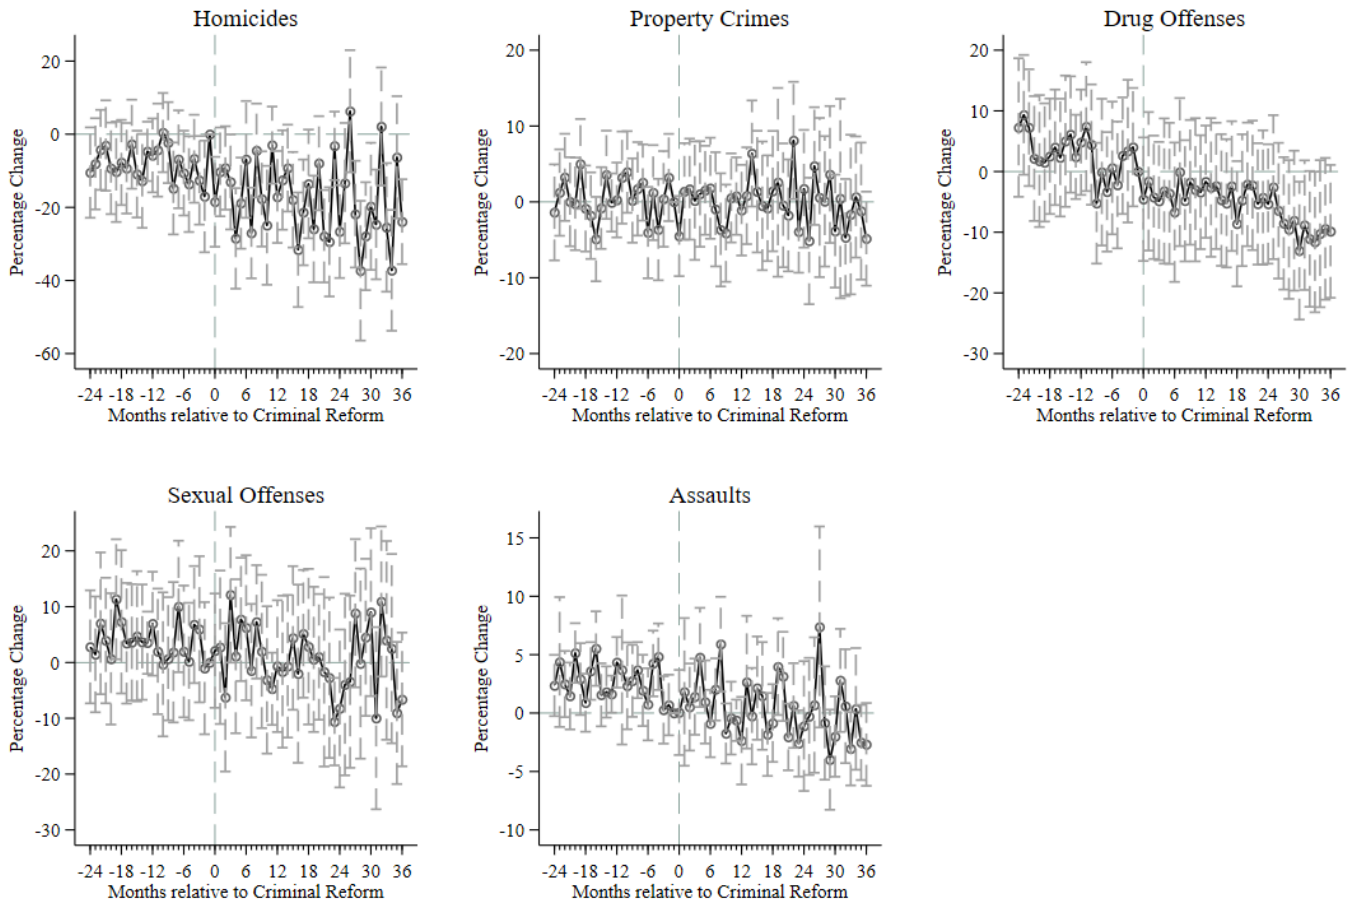 Homicides
Percentage Change
20
0
-20
-40
-60
-24 -18 -12 -6 0 6 12 18 24 30 36
Months relative to Criminal Reform
Property Crimes
Percentage Change
20
10
0
-10
-20
-24 -18 -12 -6 0 6 12 18 24 30 36
Months relative to Criminal Reform
Drug Offenses
Percentage Change
20
10
0
-10
-20
-30
-24 -18 -12 -6 0 6 12 18 24 30 36
Months relative to Criminal Reform
Sexual Offenses
Percentage Change
20
10
0
-10
-20
-30
-24 -18 -12 -6 0 6 12 18 24 30 36
Months relative to Criminal Reform
Assaults
Percentage Change
15
10
5
0
-5
-10
-24 -18 -12 -6 0 6 12 18 24 30 36
Months relative to Criminal Reform